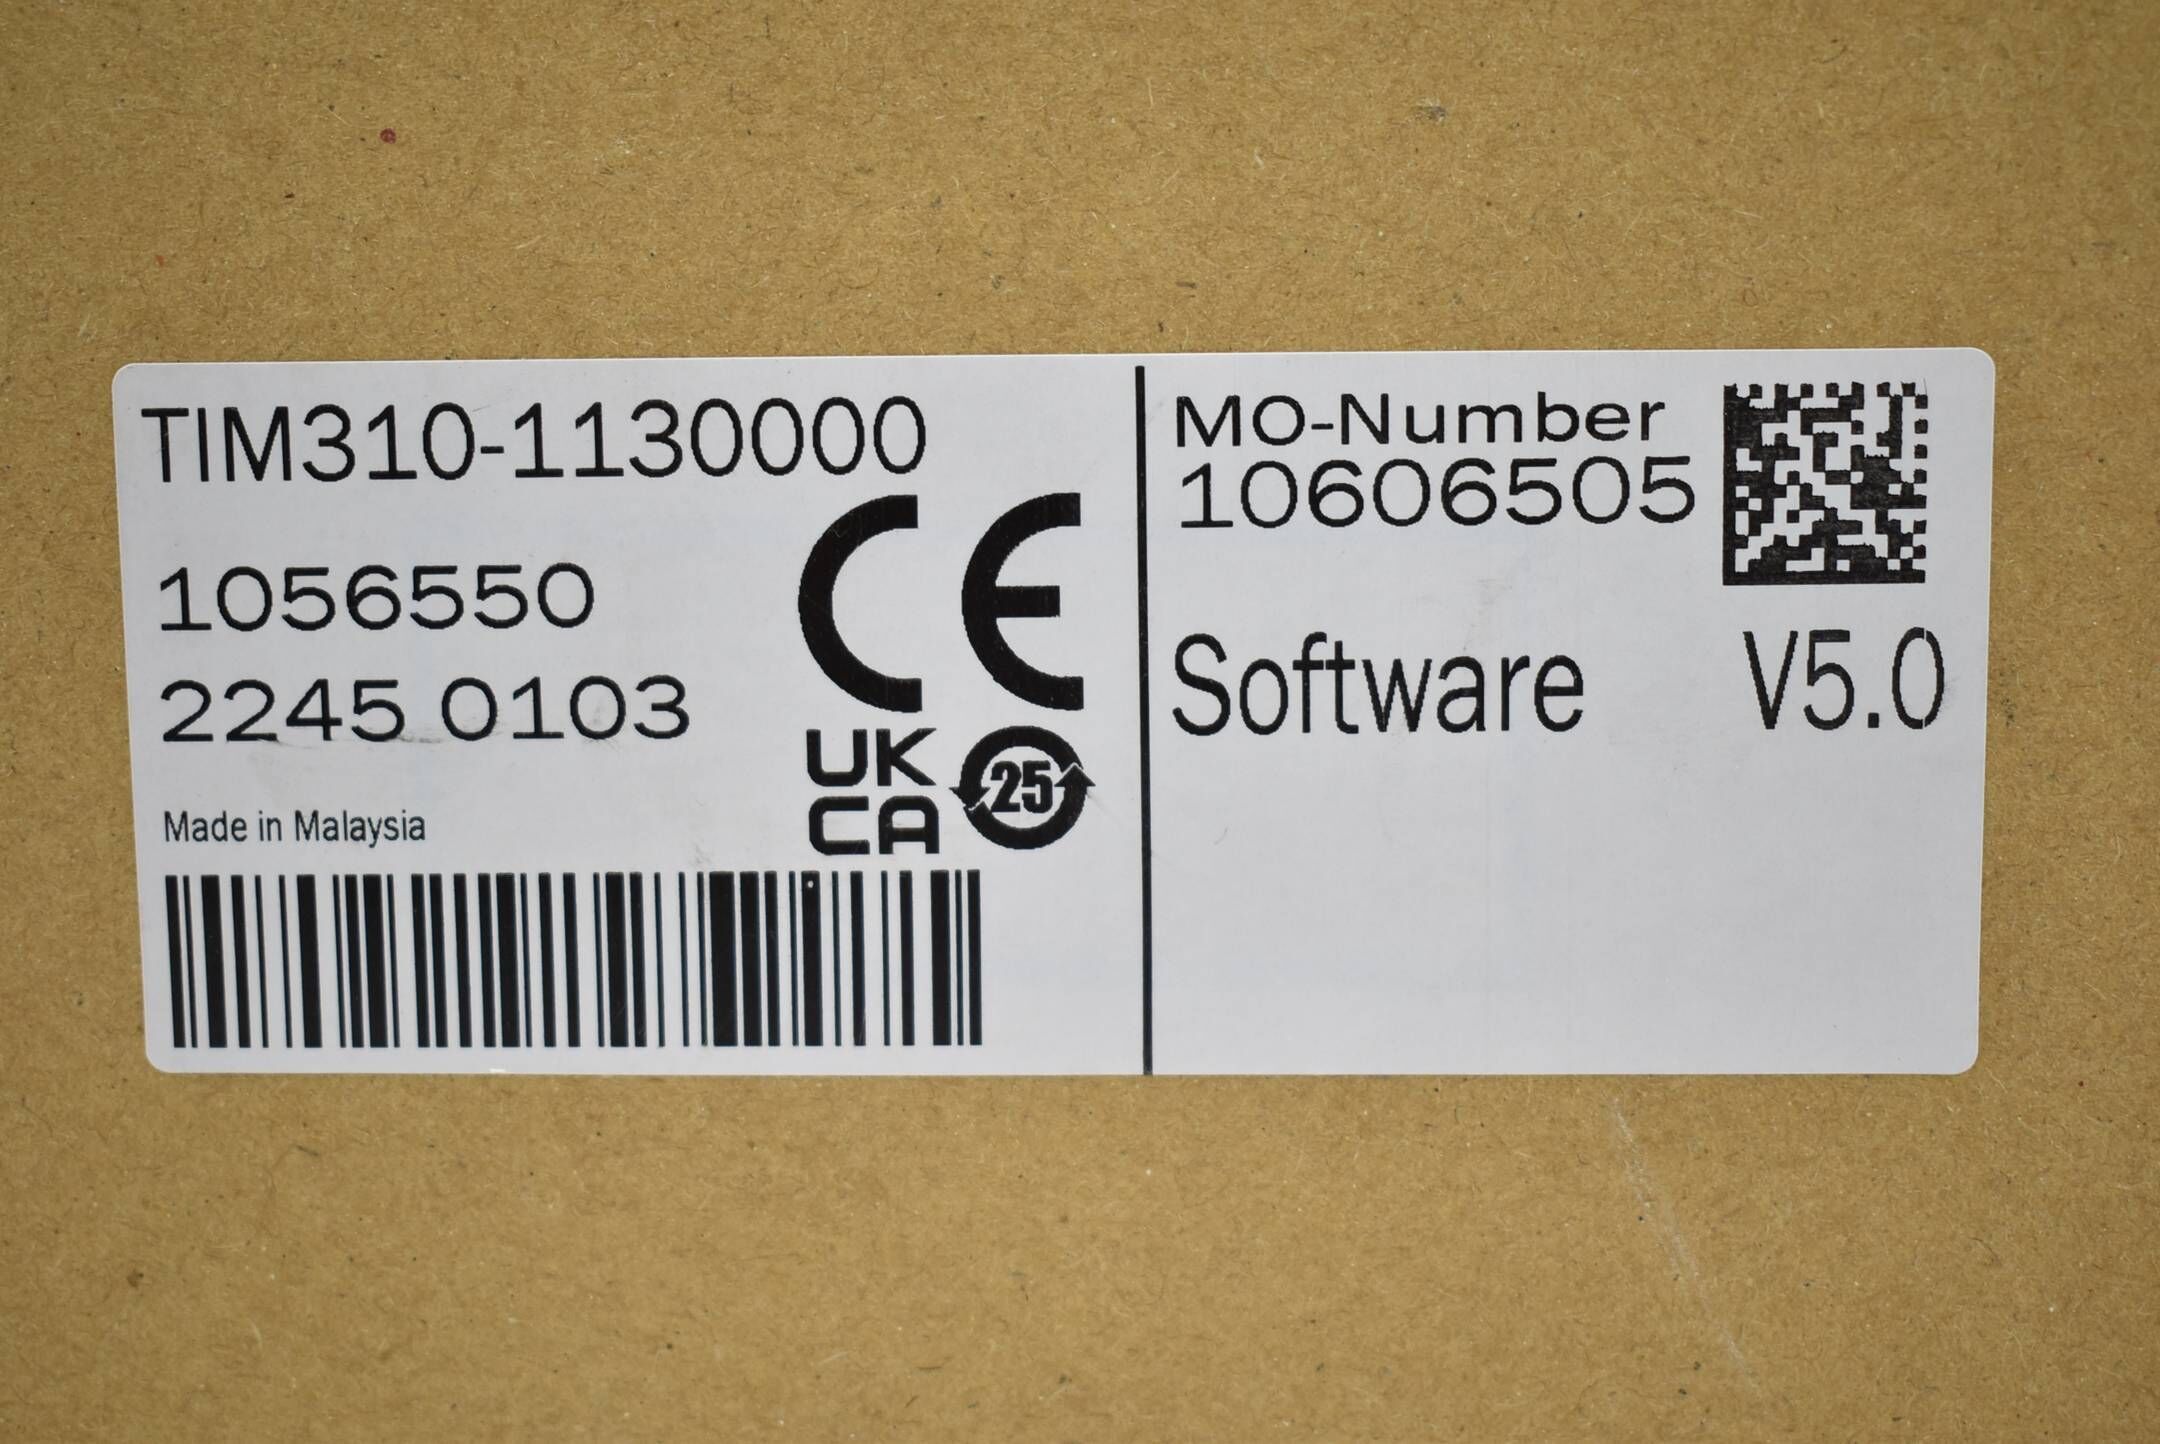 TIM310-1130000
1056550
2245 0103
Made in Malaysia
CE
UK
CA
25
MO-Number
10606505
Software V5.0